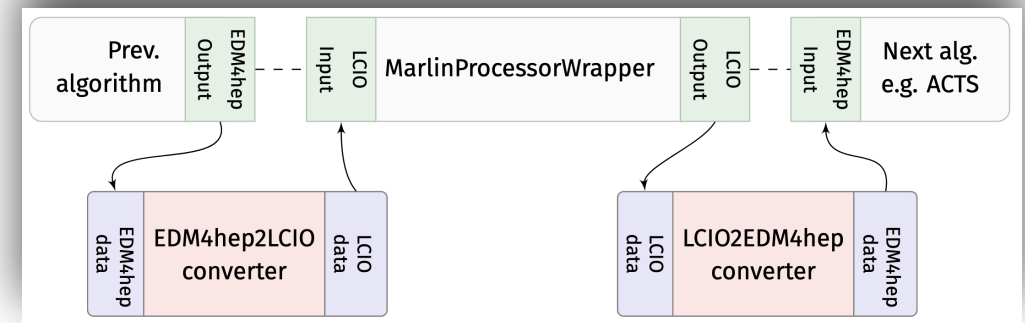 Prev.
algorithm
EDM4hep
Output
LCIO
Input
MarlinProcessorWrapper
LCIO
Output
EDM4hep
Input
Next alg.
e.g. ACTS
EDM4hep
data
EDM4hep2LCIO
converter
LCIO
data
LCIO
data
LCIO2EDM4hep
converter
EDM4hep
data